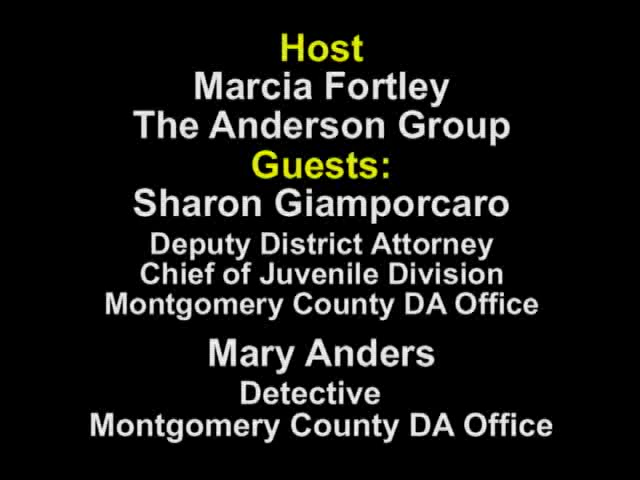 Host
Marcia Fortley
The Anderson Group
Guests:
Sharon Giamporcaro
Deputy District Attorney
Chief of Juvenile Division
Montgomery County DA Office
Mary Anders
Detective
Montgomery County DA Office